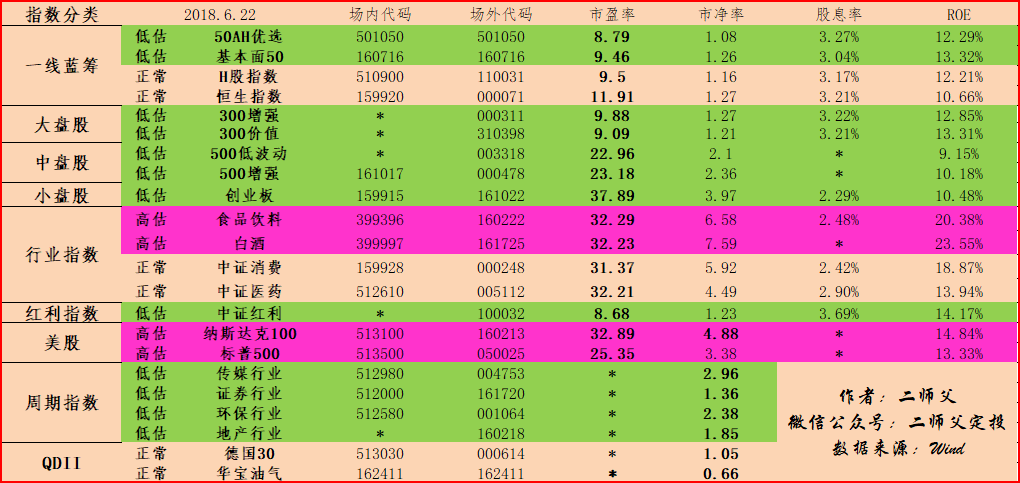 指数分类 2018.6.22 场内代码 场外代码 市盈率 市净率 股息率 ROE
一线蓝筹
低估 50AH优选 501050 501050 8.79 1.08 3.27% 12.29%
低估 基本面50 160716 160716 9.46 1.26 3.04% 13.32%
正常 H股指数 510900 110031 9.5 1.16 3.17% 12.21%
正常 恒生指数 159920 000071 11.91 1.27 3.21% 10.66%
大盘股
低估 300增强 * 000311 9.88 1.27 3.22% 12.85%
低估 300价值 * 310398 9.09 1.21 3.21% 13.31%
中盘股
低估 500低波动 * 003318 22.96 2.1 * 9.15%
低估 500增强 161017 000478 23.18 2.36 * 10.18%
小盘股 低估 创业板 159915 161022 37.89 3.97 2.29% 10.48%
行业指数
高估 食品饮料 399396 160222 32.29 6.58 2.48% 20.38%
高估 白酒 399997 161725 32.23 7.59 * 23.55%
正常 中证消费 159928 000248 31.37 5.92 2.42% 18.87%
正常 中证医药 512610 005112 32.21 4.49 2.90% 13.94%
红利指数 低估 中证红利 * 100032 8.68 1.23 3.69% 14.17%
美股
高估 纳斯达克100 513100 160213 32.89 4.88 * 14.84%
高估 标普500 513500 050025 25.35 3.38 * 13.33%
周期指数
低估 传媒行业 512980 004753 * 2.96
低估 证券行业 512000 161720 * 1.36
低估 环保行业 512580 001064 * 2.38
低估 地产行业 * 160218 * 1.85
QDII
正常 德国30 513030 000614 * 1.05
正常 华宝油气 162411 162411 * 0.66
作者：二师父
微信公众号：二师父定投
数据来源：Wind